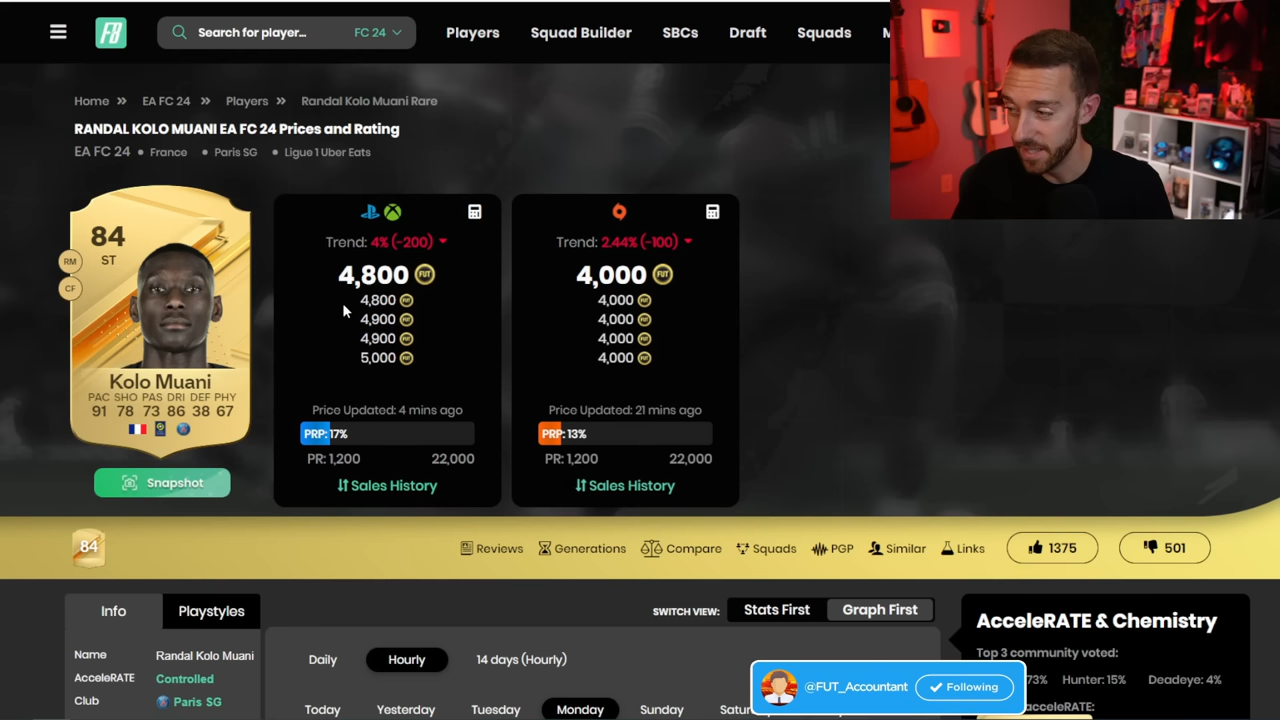 FB
Search for player...
FC 24
Players
Squad Builder
SBCs
Draft
Squads
Home » EA FC 24 » Players » Randal Kolo Muani Rare
RANDAL KOLO MUANI EA FC 24 Prices and Rating
EA FC 24 • France • Paris SG • Ligue 1 Uber Eats
84
ST
RM
CF
Kolo Muani
PAC SHO PAS DRI DEF PHY
91 78 73 86 38 67
Snapshot
Trend: 4% (-200)
4,800 FUT
4,800
4,900
4,900
5,000
Price Updated: 4 mins ago
PRP: 17%
PR: 1,200 22,000
Sales History
Trend: 2.44% (-100)
4,000 FUT
4,000
4,000
4,000
4,000
Price Updated: 21 mins ago
PRP: 13%
PR: 1,200 22,000
Sales History
84
Reviews
Generations
Compare
Squads
PGP
Similar
Links
1375
501
Info
Playstyles
SWITCH VIEW:
Stats First
Graph First
Name Randal Kolo Muani
AcceleRATE Controlled
Club Paris SG
Daily
Hourly
14 days (Hourly)
Today
Yesterday
Tuesday
Monday
Sunday
AcceleRATE & Chemistry
Top 3 community voted:
73% Hunter: 15% Deadeye: 4%
@FUT_Accountant
Following